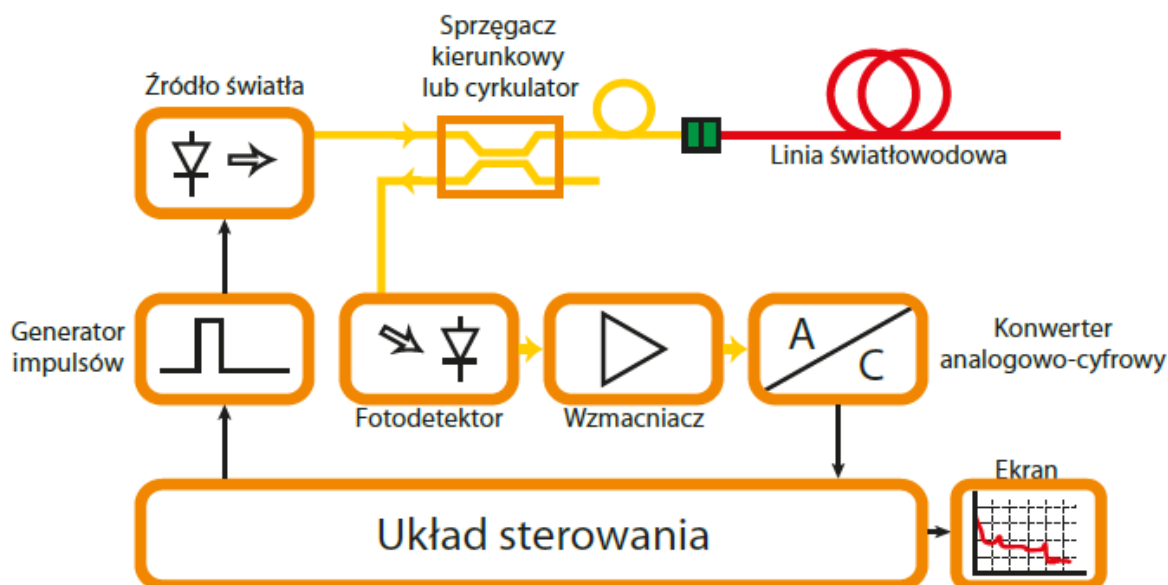 Sprzęgacz
kierunkowy
lub cyrkulator
Źródło światła
Linia światłowodowa
Generator
impulsów
A
C
Konwerter
analogowo-cyfrowy
Fotodetektor
Wzmacniacz
Ekran
Układ sterowania